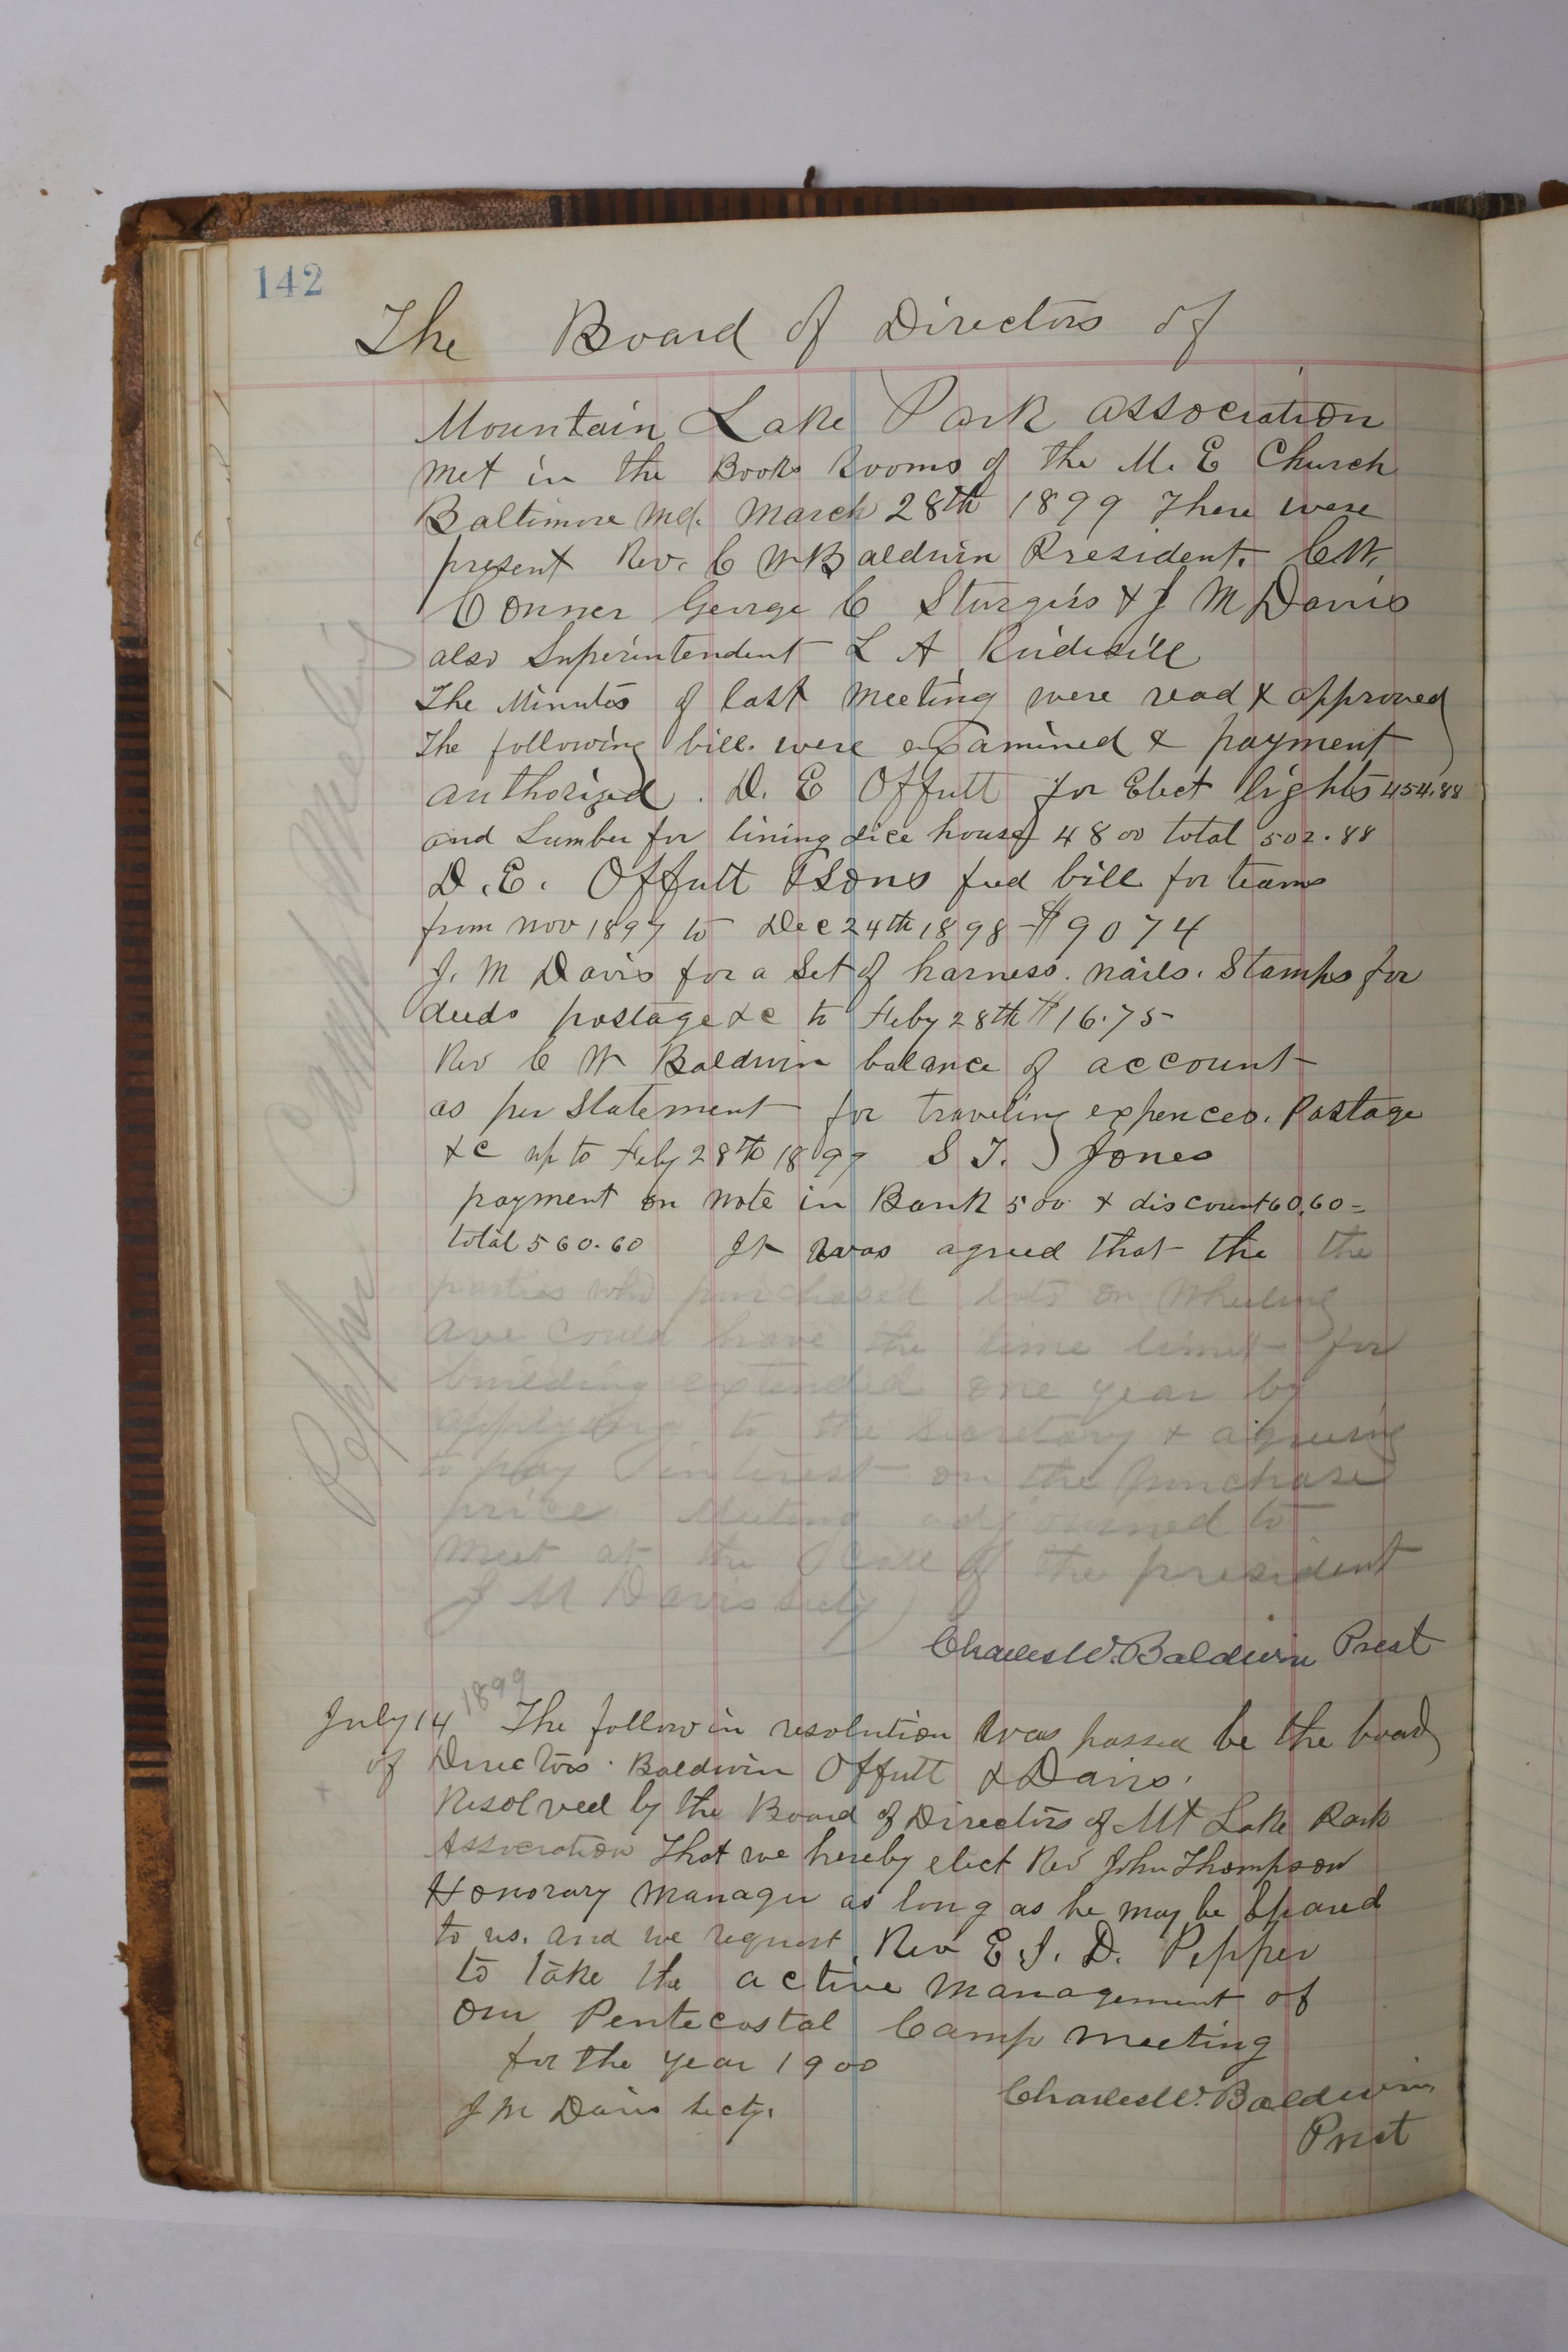 142
The Board of Directors of
Mountain Lake Park Association
met in the Book Rooms of the M. E Church
Baltimore Md. March 28th 1899 There were
present Rev. C W Baldwin President. C W.
Conner George C Sturgiss & J M Davis
also Superintendent L A Rudisill
The Minutes of last meeting were read & approved
The following bill. were examined & payment
authorized. D. E Offutt for Elect lights 454.88
and Lumber for lining ice house 48 00 total 502.88
D. E. Offutt & Sons feed bill for teams
from Nov 1897 to Dec 24th 1898 $9074
J. M Davis for a Set of harness. nails. Stamps for
deeds postage &c to Feby 28th $16.75
Rev C W Baldwin balance of account
as per Statement for traveling expences. Postage
&c up to Feby 28th 1899 S T. Jones
payment on note in Bank 500 & discount 60.60 =
total 560.60 It was agreed that the the
parties who purchased lots on Wheeling
Ave could have the time limit for
building extended one year by
applying to the Secretary & agreeing
to pay interest on the purchase
price Meeting adjourned to
meet at the Call of the president
J M Davis Secty
Charles W. Baldwin Prest
1899
July 14 The followin resolution was passed be the board
of Directors. Baldwin Offutt & Davis.
Resolved by the Board of Directors of Mt Lake Park
Association That we hereby elect Rev John Thompson
Honorary Manager as long as he may be Spared
to us. and we request Rev E. I. D. Pepper
to take the active management of
our Pentecostal Camp meeting
for the year 1900
J M Davis Secty.
Charles W. Baldwin
Prest
Pepper Camp Meeting